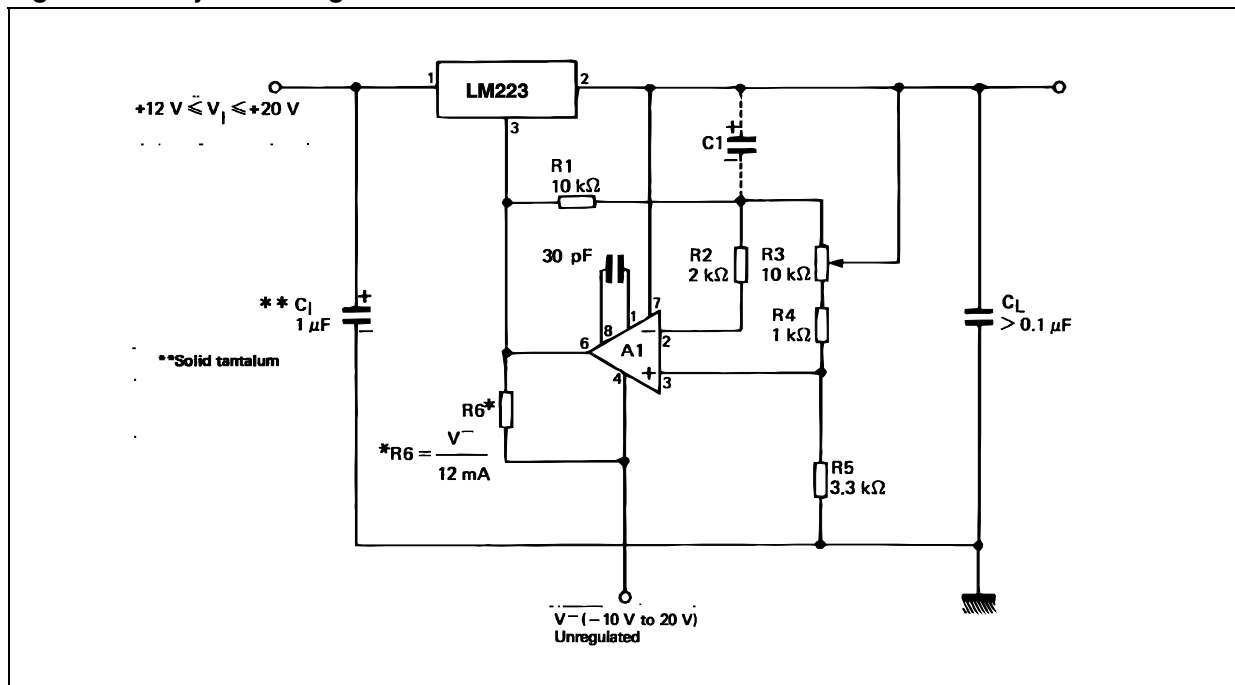 1
LM223
2
3
+12 V ⩽ V_I ⩽ +20 V
C1
+
−
R1
10 kΩ
30 pF
R2
2 kΩ
R3
10 kΩ
** C_I
1 μF
+
−
**Solid tantalum
R4
1 kΩ
C_L
> 0.1 μF
1
7
8
6
A1
−
2
+
3
4
R6*
*R6 = V⁻ / 12 mA
R5
3.3 kΩ
V⁻ (−10 V to 20 V)
Unregulated